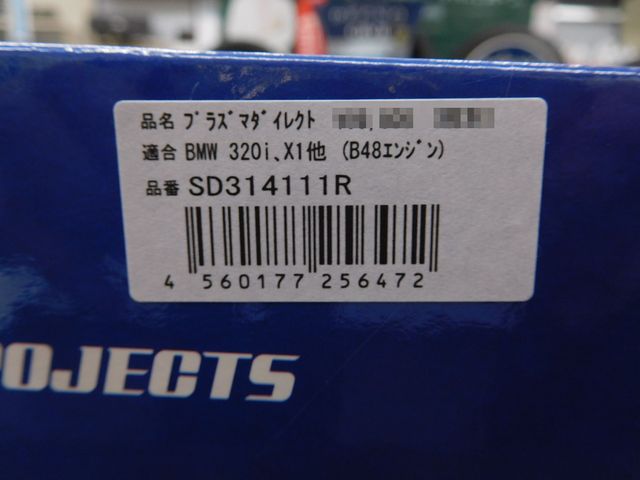 品名 ﾌﾟﾗｽﾞﾏﾀﾞｲﾚｸﾄ
適合 BMW 320i､X1他 (B48ｴﾝｼﾞﾝ)
品番 SD314111R
4 560177 256472
OJECTS